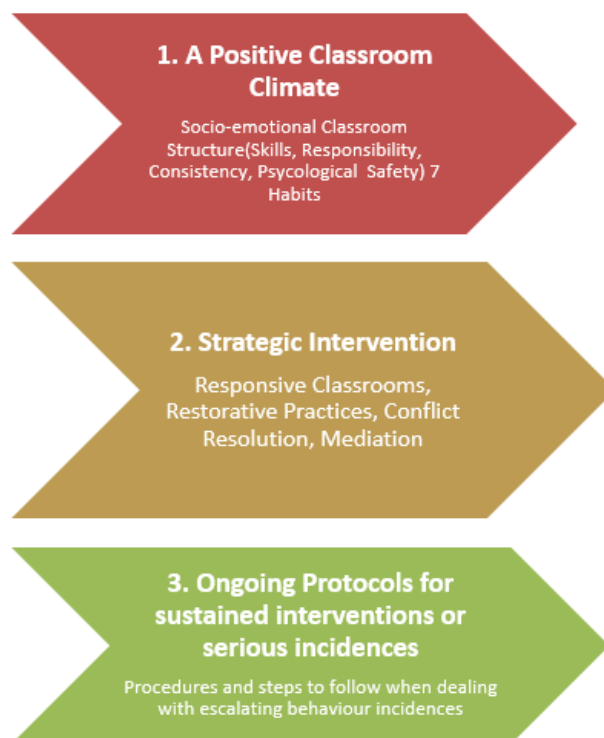 1. A Positive Classroom
Climate
Socio-emotional Classroom
Structure(Skills, Responsibility,
Consistency, Psycological Safety) 7
Habits
2. Strategic Intervention
Responsive Classrooms,
Restorative Practices, Conflict
Resolution, Mediation
3. Ongoing Protocols for
sustained interventions or
serious incidences
Procedures and steps to follow when dealing
with escalating behaviour incidences